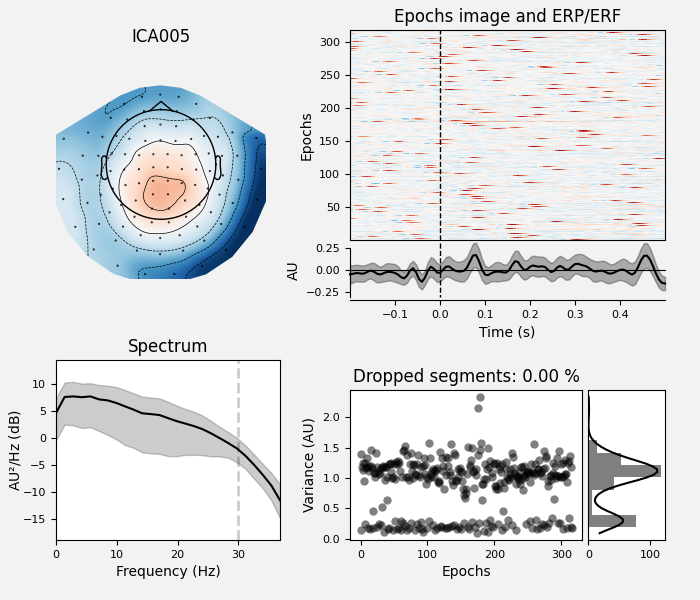 ICA005
Epochs image and ERP/ERF
Epochs
300
250
200
150
100
50
AU
0.25
0.00
−0.25
−0.1 0.0 0.1 0.2 0.3 0.4
Time (s)
Spectrum
AU²/Hz (dB)
10
5
0
−5
−10
−15
0 10 20 30
Frequency (Hz)
Dropped segments: 0.00 %
Variance (AU)
2.0
1.5
1.0
0.5
0.0
0 100 200 300
Epochs
0 100